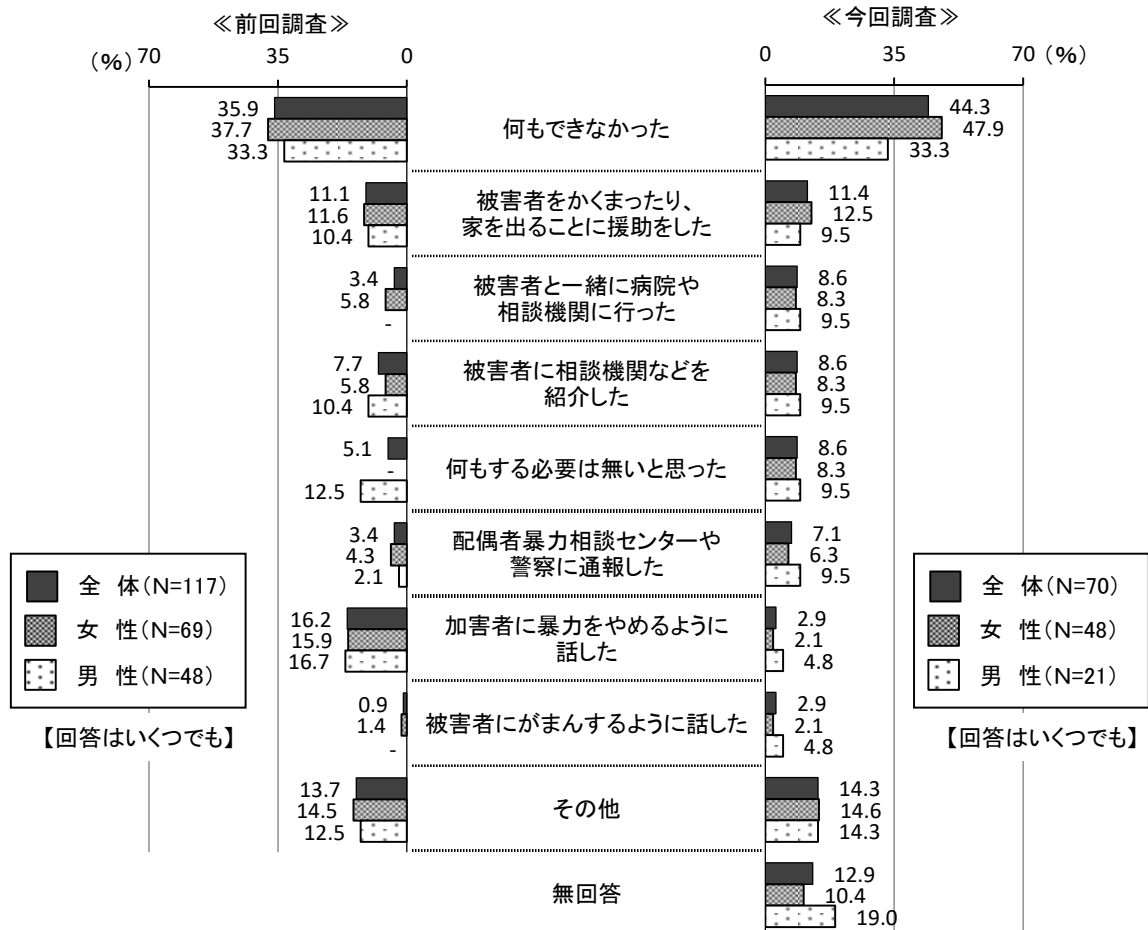 ≪前回調査≫
≪今回調査≫
(%) 70 35 0
0 35 70 (%)
35.9
37.7
33.3
何もできなかった
44.3
47.9
33.3
11.1
11.6
10.4
被害者をかくまったり、
家を出ることに援助をした
11.4
12.5
9.5
3.4
5.8
-
被害者と一緒に病院や
相談機関に行った
8.6
8.3
9.5
7.7
5.8
10.4
被害者に相談機関などを
紹介した
8.6
8.3
9.5
5.1
-
12.5
何もする必要は無いと思った
8.6
8.3
9.5
3.4
4.3
2.1
配偶者暴力相談センターや
警察に通報した
7.1
6.3
9.5
16.2
15.9
16.7
加害者に暴力をやめるように
話した
2.9
2.1
4.8
0.9
1.4
-
被害者にがまんするように話した
2.9
2.1
4.8
13.7
14.5
12.5
その他
14.3
14.6
14.3
無回答
12.9
10.4
19.0
全 体(N=117)
女 性(N=69)
男 性(N=48)
【回答はいくつでも】
全 体(N=70)
女 性(N=48)
男 性(N=21)
【回答はいくつでも】